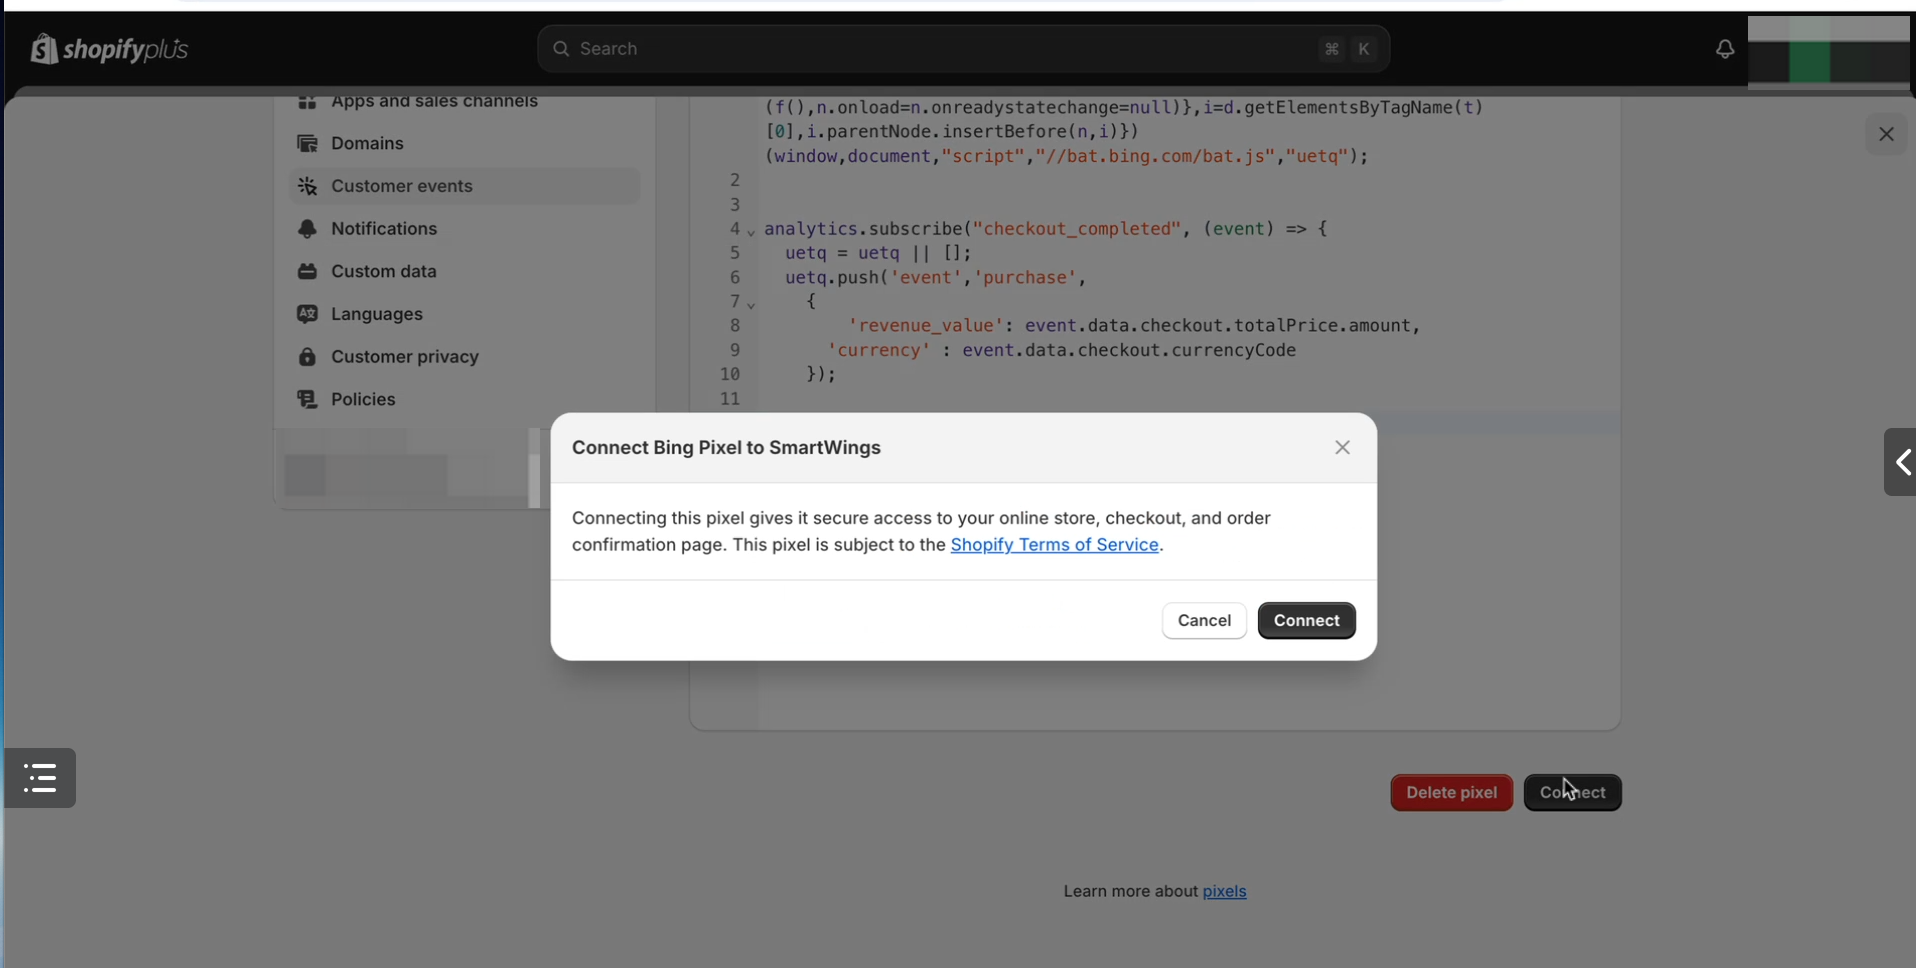 shopifyplus
Search
⌘ K
Apps and sales channels
Domains
Customer events
Notifications
Custom data
Languages
Customer privacy
Policies
(f(),n.onload=n.onreadystatechange=null)},i=d.getElementsByTagName(t)
[0],i.parentNode.insertBefore(n,i)})
(window,document,"script","//bat.bing.com/bat.js","uetq");
2
3
4 analytics.subscribe("checkout_completed", (event) => {
5 uetq = uetq || [];
6 uetq.push('event','purchase',
7 {
8 'revenue_value': event.data.checkout.totalPrice.amount,
9 'currency' : event.data.checkout.currencyCode
10 });
11
Connect Bing Pixel to SmartWings
Connecting this pixel gives it secure access to your online store, checkout, and order
confirmation page. This pixel is subject to the Shopify Terms of Service.
Cancel
Connect
Delete pixel
Connect
Learn more about pixels